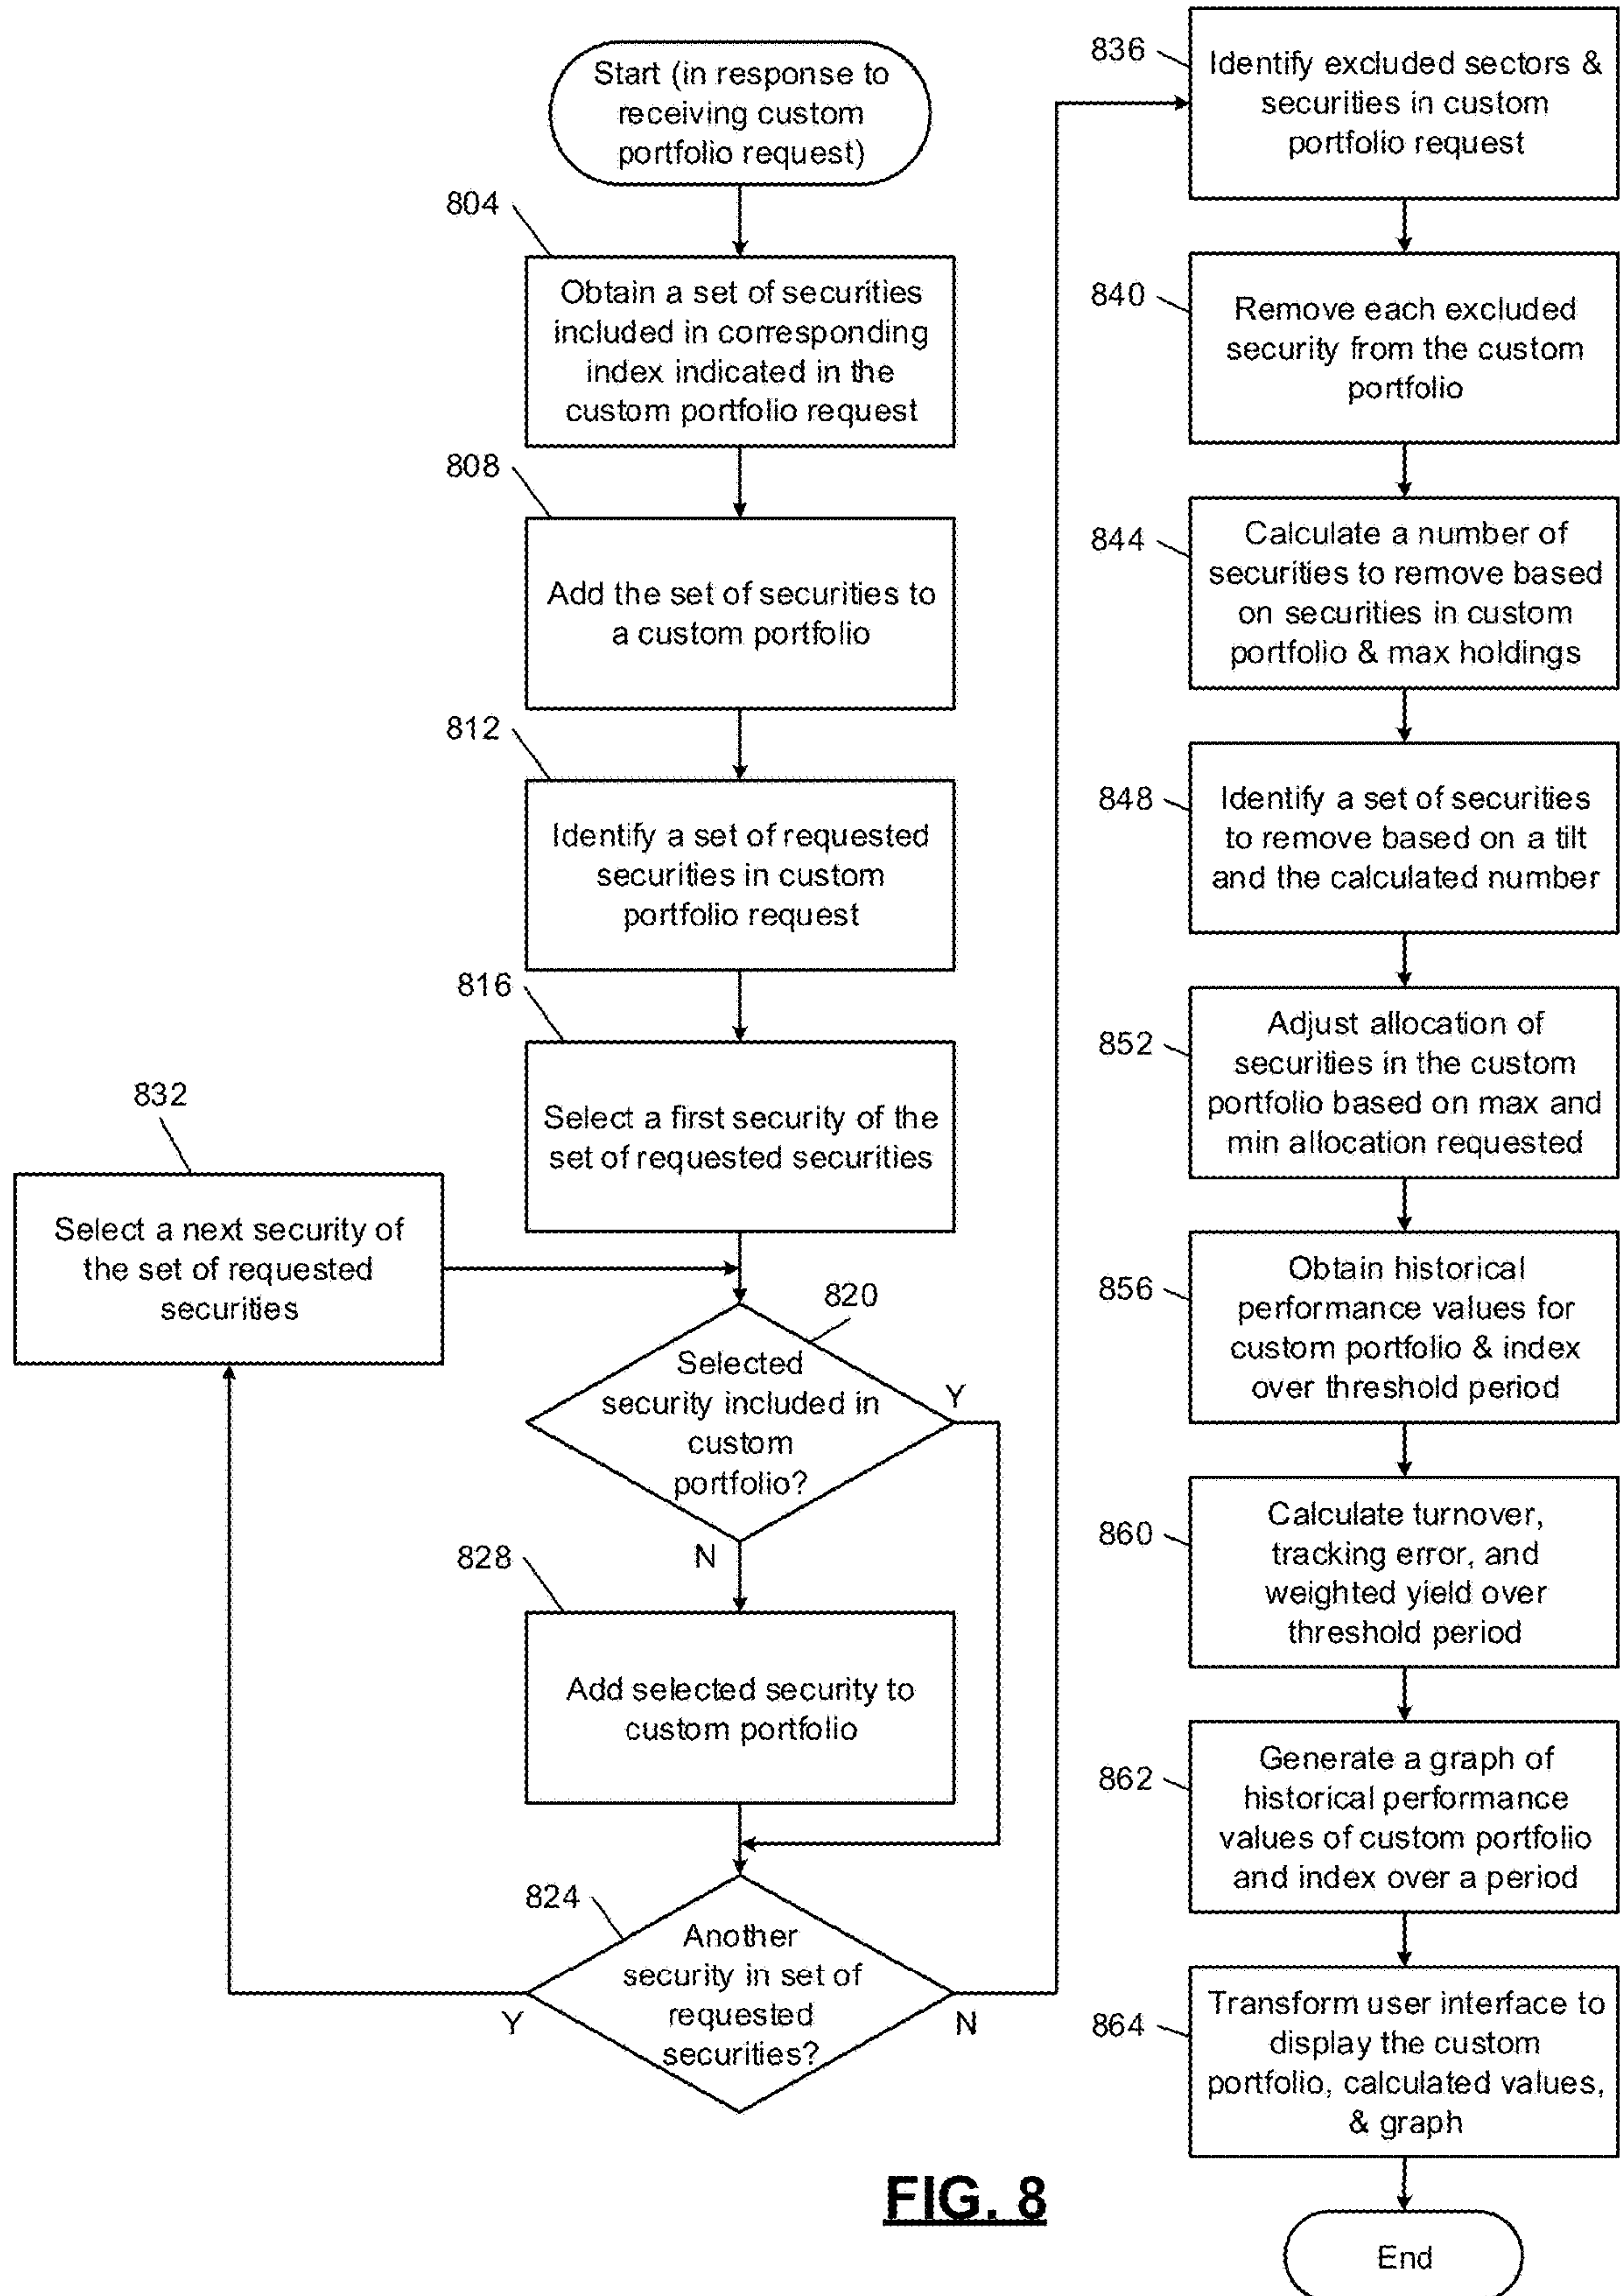 Start (in response to
receiving custom
portfolio request)
804
Obtain a set of securities
included in corresponding
index indicated in the
custom portfolio request
808
Add the set of securities to
a custom portfolio
812
Identify a set of requested
securities in custom
portfolio request
816
Select a first security of the
set of requested securities
832
Select a next security of
the set of requested
securities
820
Selected
security included in
custom
portfolio?
Y
N
828
Add selected security to
custom portfolio
824
Another
security in set of
requested
securities?
Y
N
836
Identify excluded sectors &
securities in custom
portfolio request
840
Remove each excluded
security from the custom
portfolio
844
Calculate a number of
securities to remove based
on securities in custom
portfolio & max holdings
848
Identify a set of securities
to remove based on a tilt
and the calculated number
852
Adjust allocation of
securities in the custom
portfolio based on max and
min allocation requested
856
Obtain historical
performance values for
custom portfolio & index
over threshold period
860
Calculate turnover,
tracking error, and
weighted yield over
threshold period
862
Generate a graph of
historical performance
values of custom portfolio
and index over a period
864
Transform user interface to
display the custom
portfolio, calculated values,
& graph
End
FIG. 8